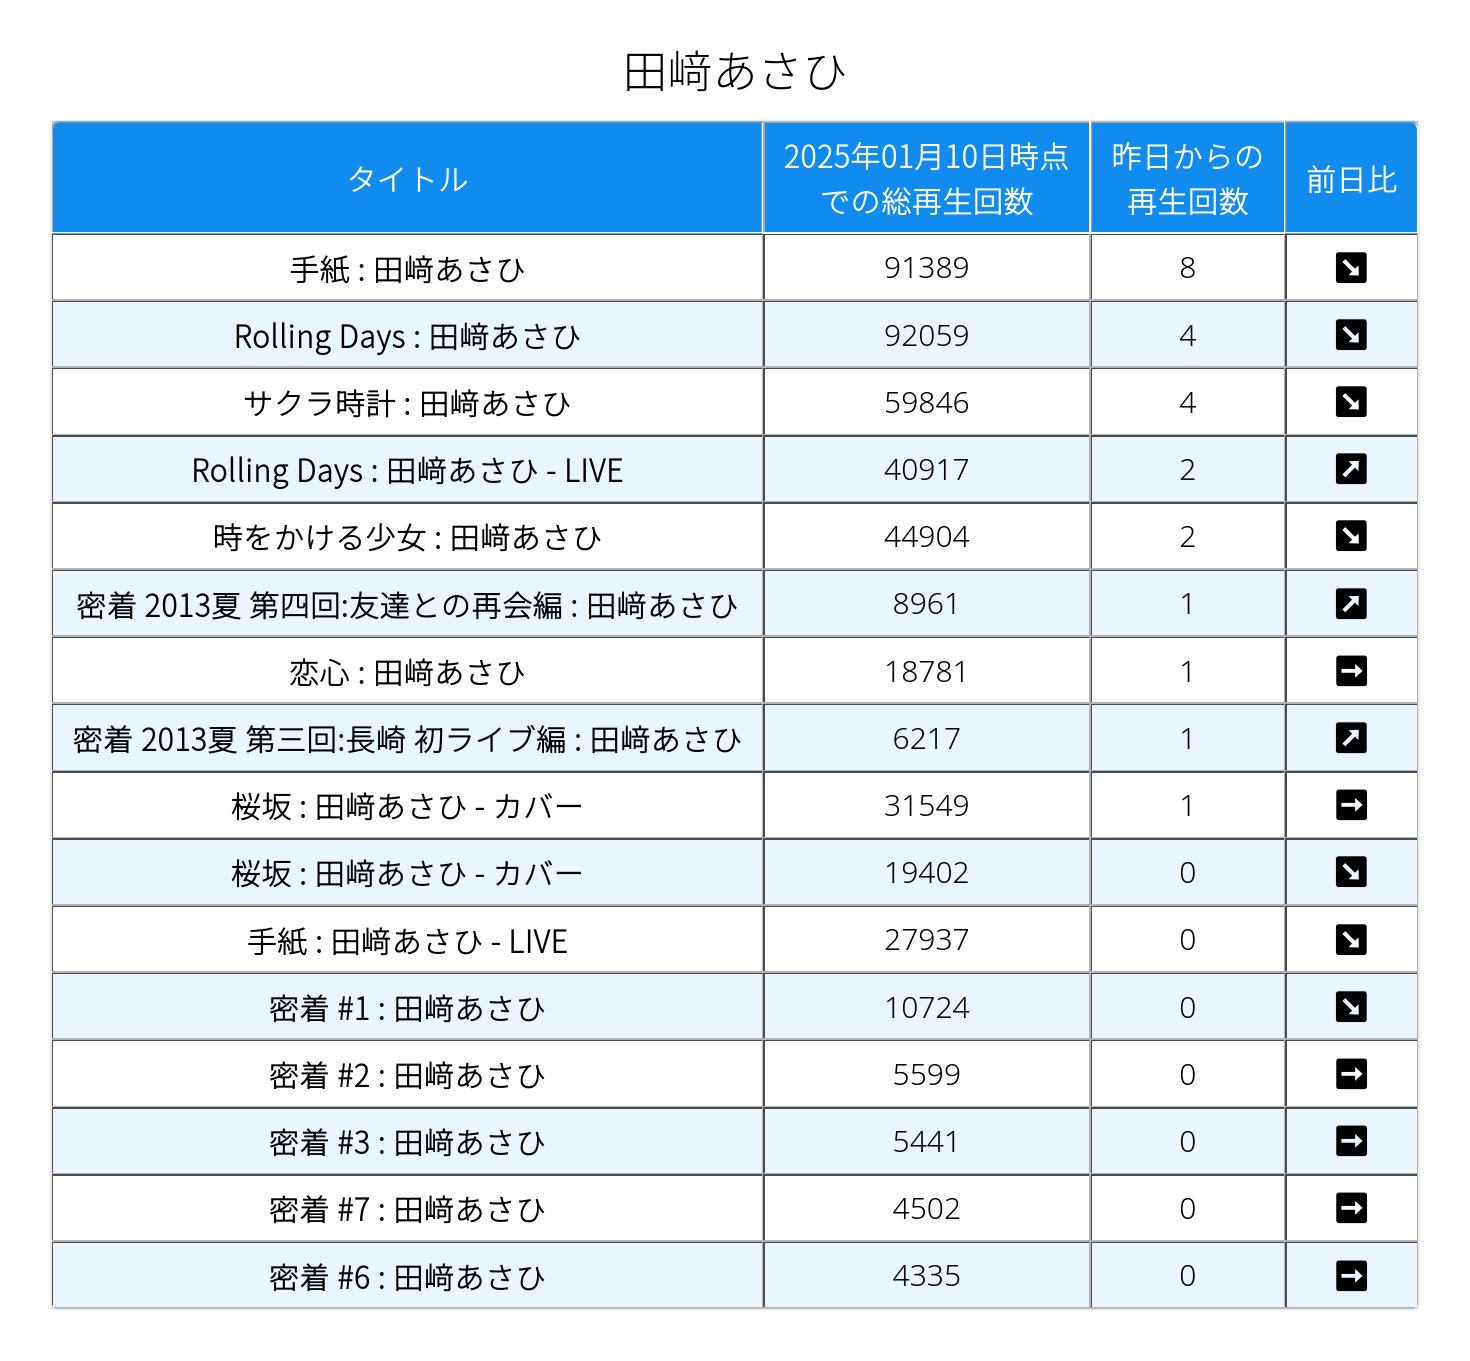 田﨑あさひ
タイトル 2025年01月10日時点での総再生回数 昨日からの再生回数 前日比
手紙 : 田﨑あさひ 91389 8 ↘
Rolling Days : 田﨑あさひ 92059 4 ↘
サクラ時計 : 田﨑あさひ 59846 4 ↘
Rolling Days : 田﨑あさひ - LIVE 40917 2 ↗
時をかける少女 : 田﨑あさひ 44904 2 ↘
密着 2013夏 第四回:友達との再会編 : 田﨑あさひ 8961 1 ↗
恋心 : 田﨑あさひ 18781 1 →
密着 2013夏 第三回:長崎 初ライブ編 : 田﨑あさひ 6217 1 ↗
桜坂 : 田﨑あさひ - カバー 31549 1 →
桜坂 : 田﨑あさひ - カバー 19402 0 ↘
手紙 : 田﨑あさひ - LIVE 27937 0 ↘
密着 #1 : 田﨑あさひ 10724 0 ↘
密着 #2 : 田﨑あさひ 5599 0 →
密着 #3 : 田﨑あさひ 5441 0 →
密着 #7 : 田﨑あさひ 4502 0 →
密着 #6 : 田﨑あさひ 4335 0 →